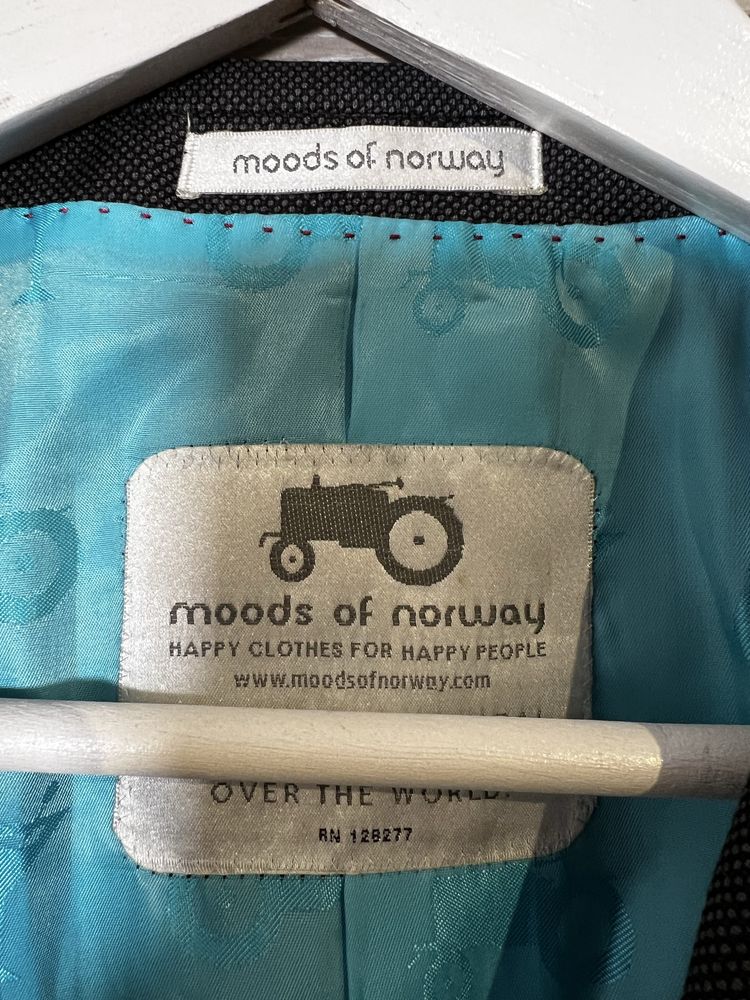 moods of norway
moods of norway
HAPPY CLOTHES FOR HAPPY PEOPLE
www.moodsofnorway.com
OVER THE WORLD.
RN 128277